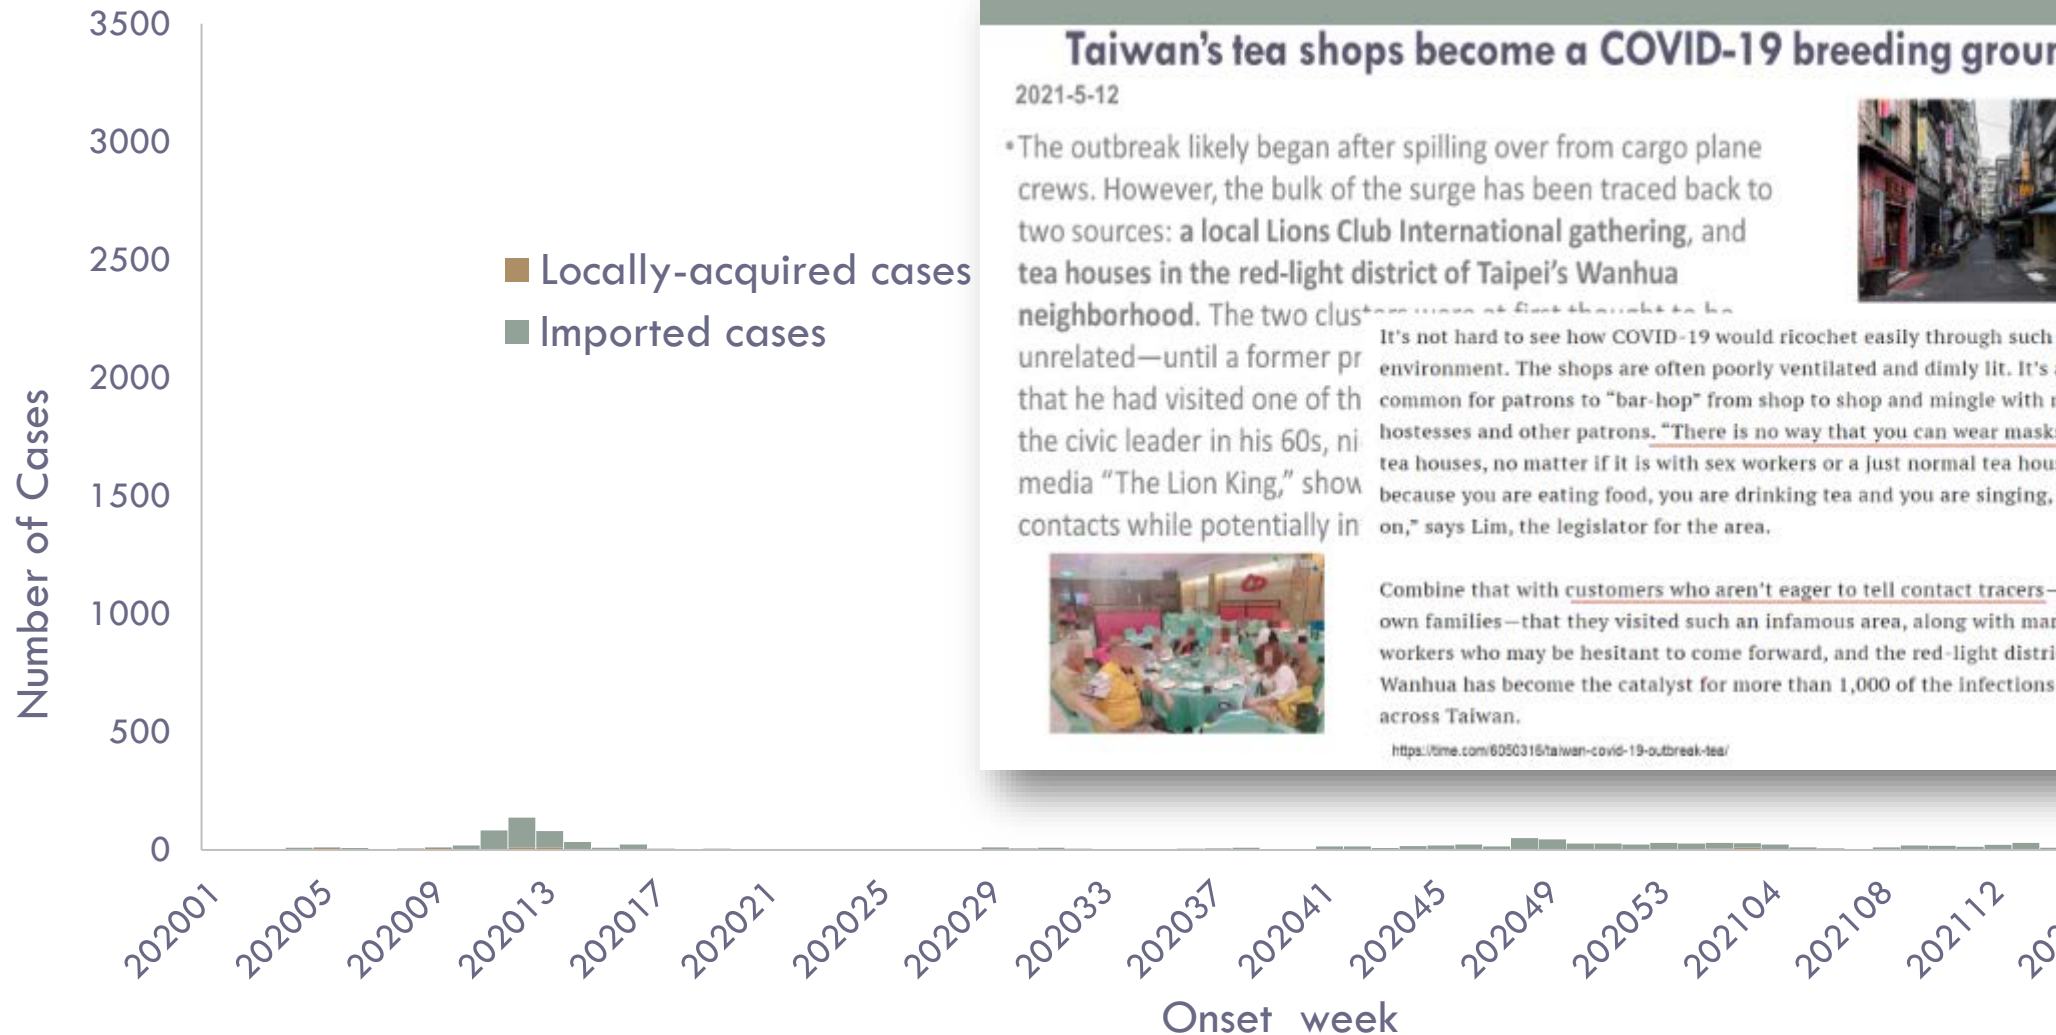 3500
3000
2500
2000
1500
1000
500
0
Number of Cases
Locally-acquired cases
Imported cases
Taiwan's tea shops become a COVID-19 breeding
2021-5-12
•The outbreak likely began after spilling over from cargo plane
crews. However, the bulk of the surge has been traced back to
two sources: a local Lions Club International gathering, and
tea houses in the red-light district of Taipei's Wanhua
neighborhood. The two
unrelated—until a former
that he had visited one of
the civic leader in his 60s,
media “The Lion King,”
contacts while potentially
It's not hard to see how COVID-19 would ricochet easily through such
environment. The shops are often poorly ventilated and dimly lit. It's
common for patrons to “bar-hop” from shop to shop and mingle with
hostesses and other patrons. “There is no way that you can wear
tea houses, no matter if it is with sex workers or a just normal tea
because you are eating food, you are drinking tea and you are singing,
on,” says Lim, the legislator for the area.
Combine that with customers who aren't eager to tell contact tracers—
own families—that they visited such an infamous area, along with
workers who may be hesitant to come forward, and the red-light
Wanhua has become the catalyst for more than 1,000 of the infections
across Taiwan.
https://time.com/6050316/taiwan-covid-19-outbreak-tea/
202001 202005 202009 202013 202017 202021 202025 202029 202033 202037 202041 202045 202049 202053 202104 202108 202112
Onset week